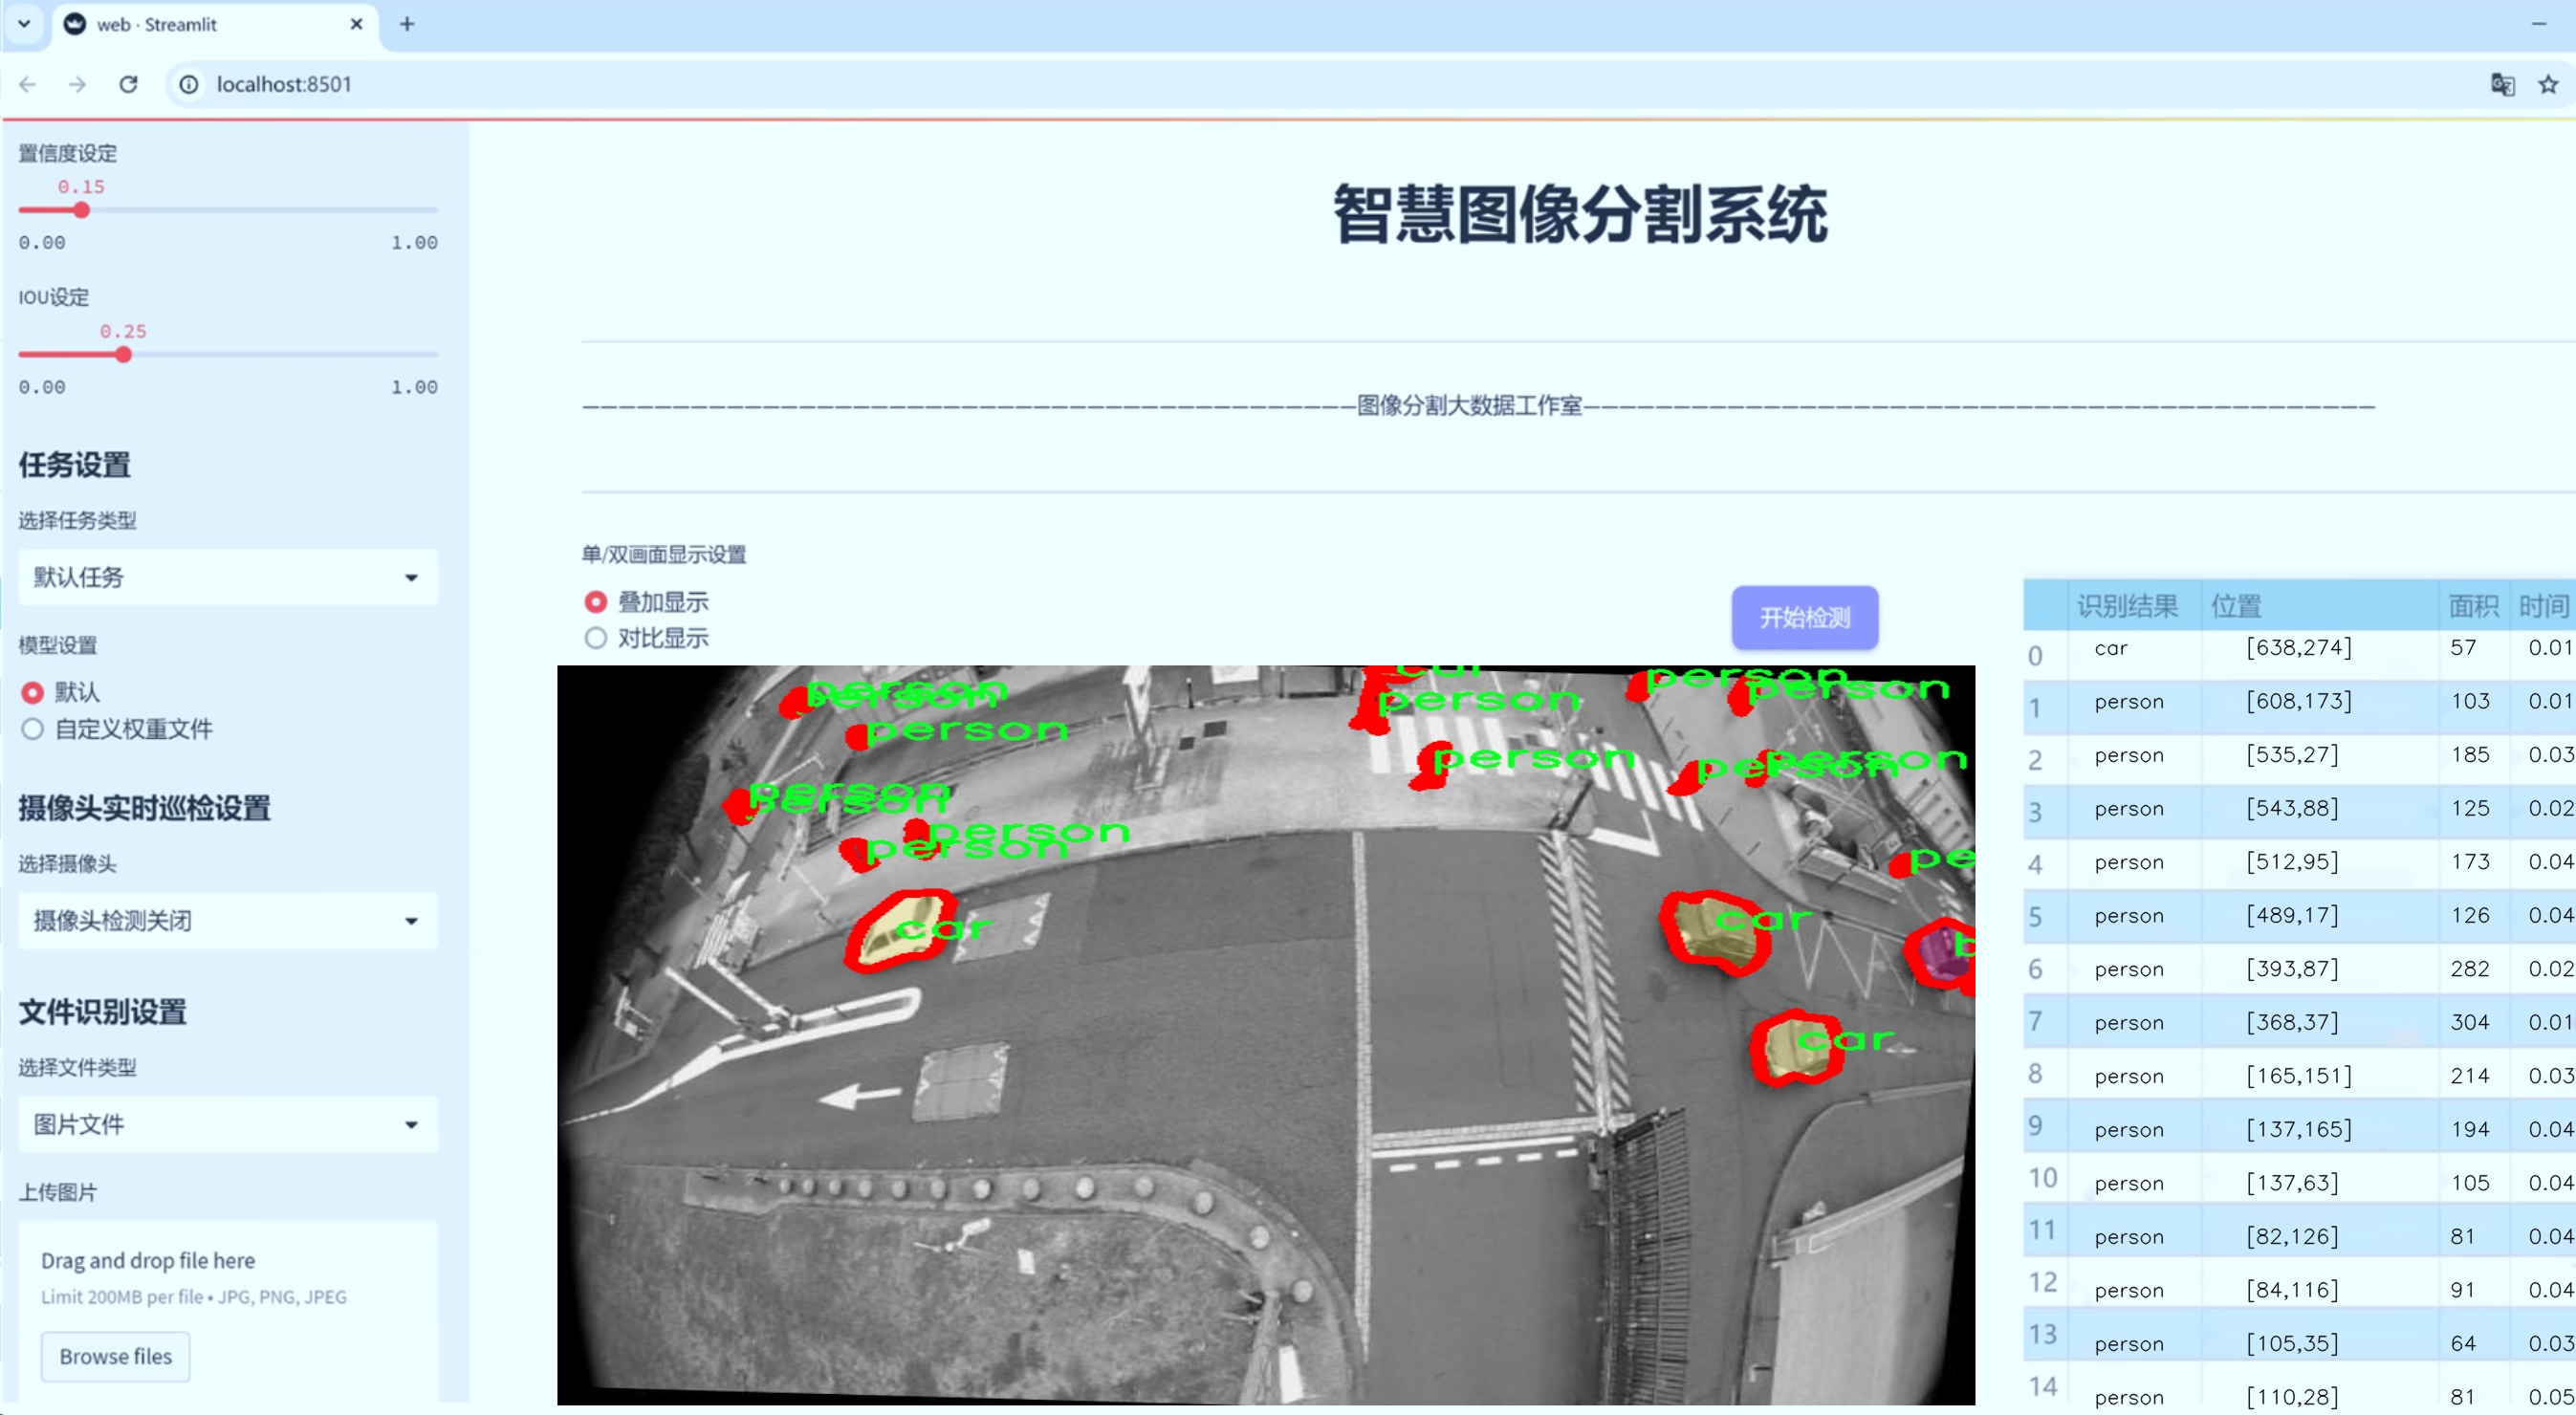 web · Streamlit
localhost:8501
置信度设定
0.15
0.00 1.00
IOU设定
0.25
0.00 1.00
任务设置
选择任务类型
默认任务
模型设置
默认
自定义权重文件
摄像头实时巡检设置
选择摄像头
摄像头检测关闭
文件识别设置
选择文件类型
图片文件
上传图片
Drag and drop file here
Limit 200MB per file • JPG, PNG, JPEG
Browse files
智慧图像分割系统
图像分割大数据工作室
单/双画面显示设置
叠加显示
对比显示
开始检测
car
person
person
person
person
person
person
person
person
person
person
person
person
person
person
car
car
car
识别结果 位置 面积 时间
0 car [638,274] 57 0.01
1 person [608,173] 103 0.01
2 person [535,27] 185 0.03
3 person [543,88] 125 0.02
4 person [512,95] 173 0.04
5 person [489,17] 126 0.04
6 person [393,87] 282 0.02
7 person [368,37] 304 0.01
8 person [165,151] 214 0.03
9 person [137,165] 194 0.04
10 person [137,63] 105 0.04
11 person [82,126] 81 0.04
12 person [84,116] 91 0.04
13 person [105,35] 64 0.03
14 person [110,28] 81 0.05